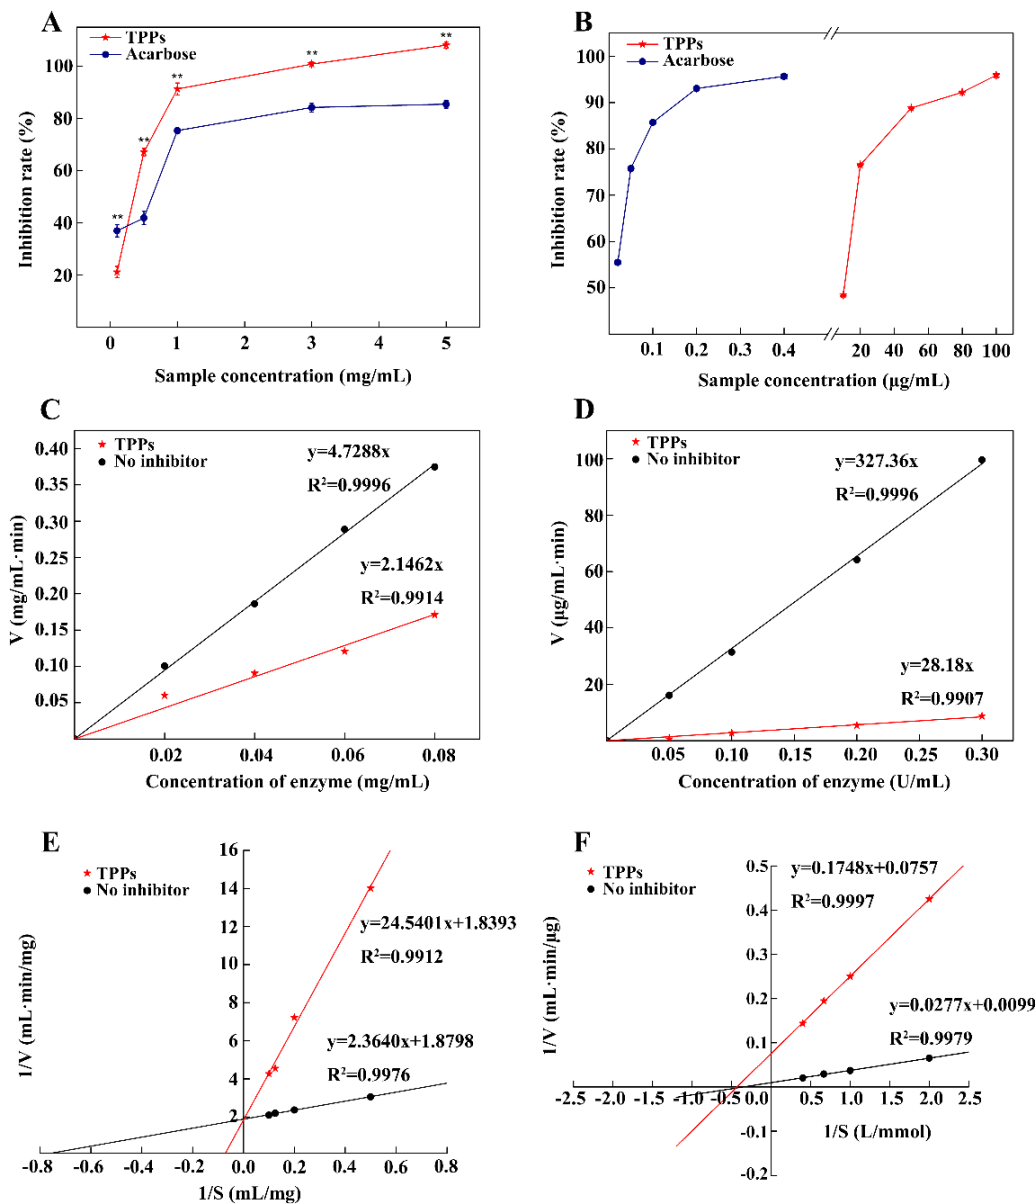 A
TPPs
Acarbose
Inhibition rate (%)
100
80
60
40
20
**
**
**
**
**
0
1
2
3
4
5
Sample concentration (mg/mL)
B
TPPs
Acarbose
Inhibition rate (%)
100
90
80
70
60
50
0.1
0.2
0.3
0.4
20
40
60
80
100
Sample concentration (μg/mL)
C
TPPs
No inhibitor
V (mg/mL·min)
0.40
0.35
0.30
0.25
0.20
0.15
0.10
0.05
y=4.7288x
R²=0.9996
y=2.1462x
R²=0.9914
0.02
0.04
0.06
0.08
Concentration of enzyme (mg/mL)
D
TPPs
No inhibitor
V (μg/mL·min)
100
80
60
40
20
y=327.36x
R²=0.9996
y=28.18x
R²=0.9907
0.05
0.10
0.15
0.20
0.25
0.30
Concentration of enzyme (U/mL)
E
TPPs
No inhibitor
1/V (mL·min/mg)
16
14
12
10
8
6
4
2
y=24.5401x+1.8393
R²=0.9912
y=2.3640x+1.8798
R²=0.9976
-0.8
-0.6
-0.4
-0.2
0.0
0.2
0.4
0.6
0.8
1/S (mL/mg)
F
TPPs
No inhibitor
1/V (mL·min/μg)
0.5
0.4
0.3
0.2
0.1
-0.1
-0.2
y=0.1748x+0.0757
R²=0.9997
y=0.0277x+0.0099
R²=0.9979
-2.5
-2.0
-1.5
-1.0
-0.5
0.5
1.0
1.5
2.0
2.5
1/S (L/mmol)